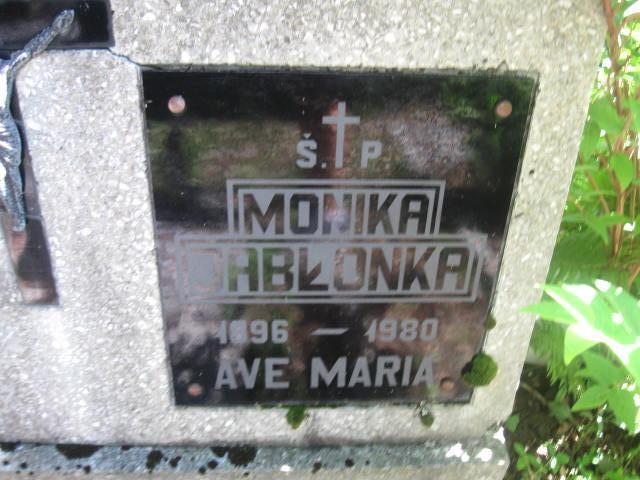 Š. P
MONIKA
JABŁONKA
1896 — 1980
AVE MARIA